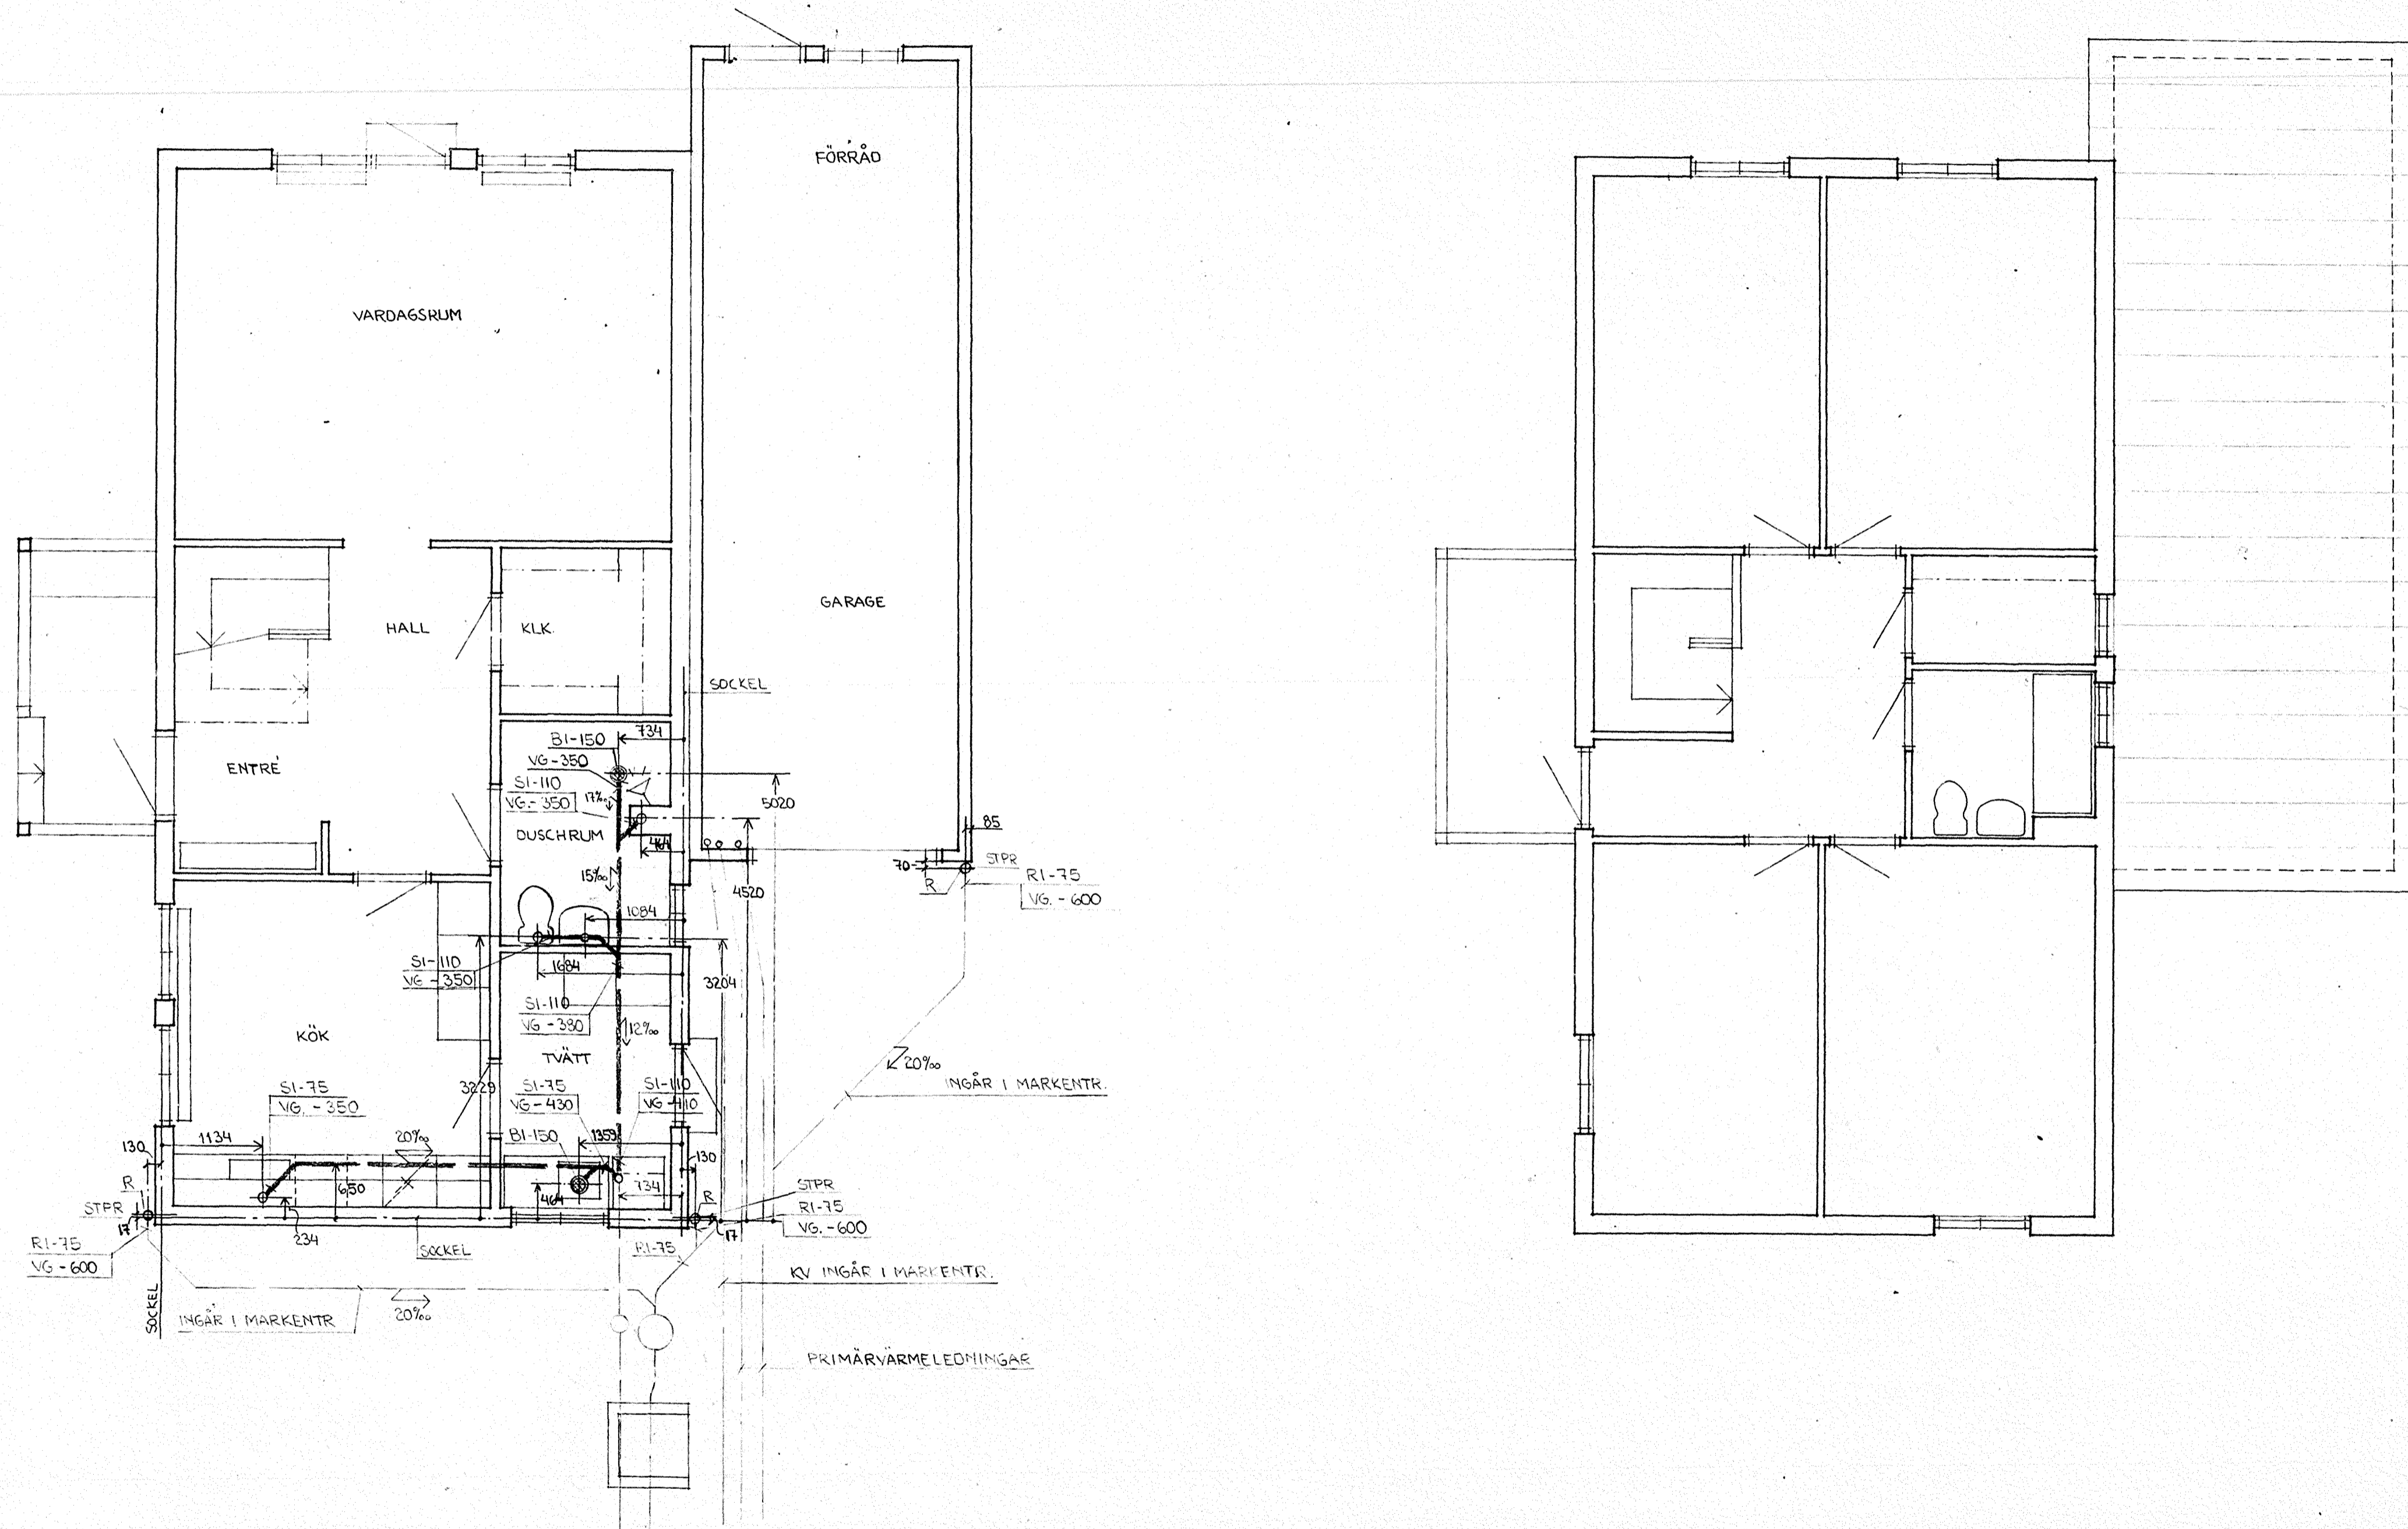 FÖRRÅD
VARDAGSRUM
GARAGE
HALL
KLK.
SOCKEL
734
B1-150
VG-350
ENTRÉ
S1-110
VG.-350
17‰
5020
DUSCHRUM
85
464
70
STPR
R
R1-75
VG. - 600
15‰
4520
1084
S1-110
VG -350
1684
3204
S1-110
VG -380
12‰
KÖK
TVÄTT
20‰
INGÅR I MARKENTR.
3229
S1-75
VG. -350
S1-75
VG-430
S1-110
VG-410
1134
20‰
B1-150
1359
130
130
R
650
464
734
R
STPR
STPR
17
234
R1-75
VG.-600
17
R1-75
VG -600
SOCKEL
R1-75
KV INGÅR I MARKENTR.
SOCKEL
INGÅR I MARKENTR
20‰
PRIMÄRVÄRMELEDNINGAR